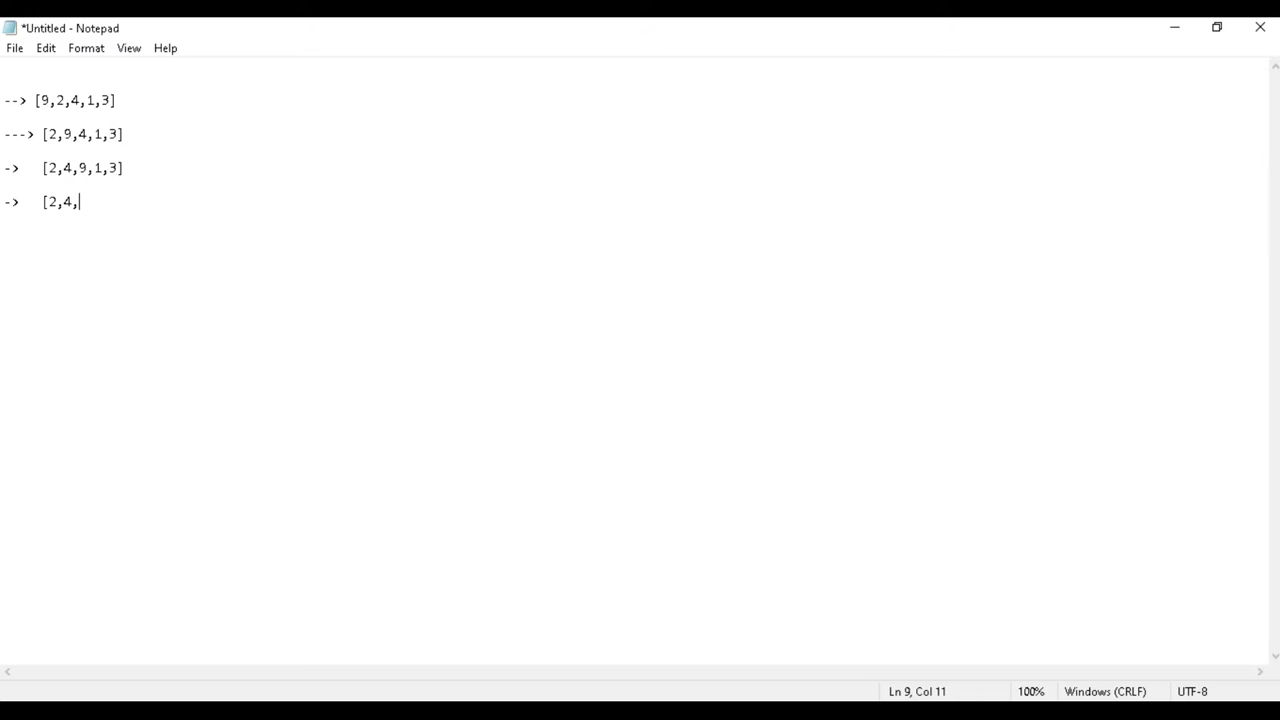 *Untitled - Notepad
File Edit Format View Help
--> [9,2,4,1,3]
---> [2,9,4,1,3]
-> [2,4,9,1,3]
-> [2,4,
Ln 9, Col 11 100% Windows (CRLF) UTF-8